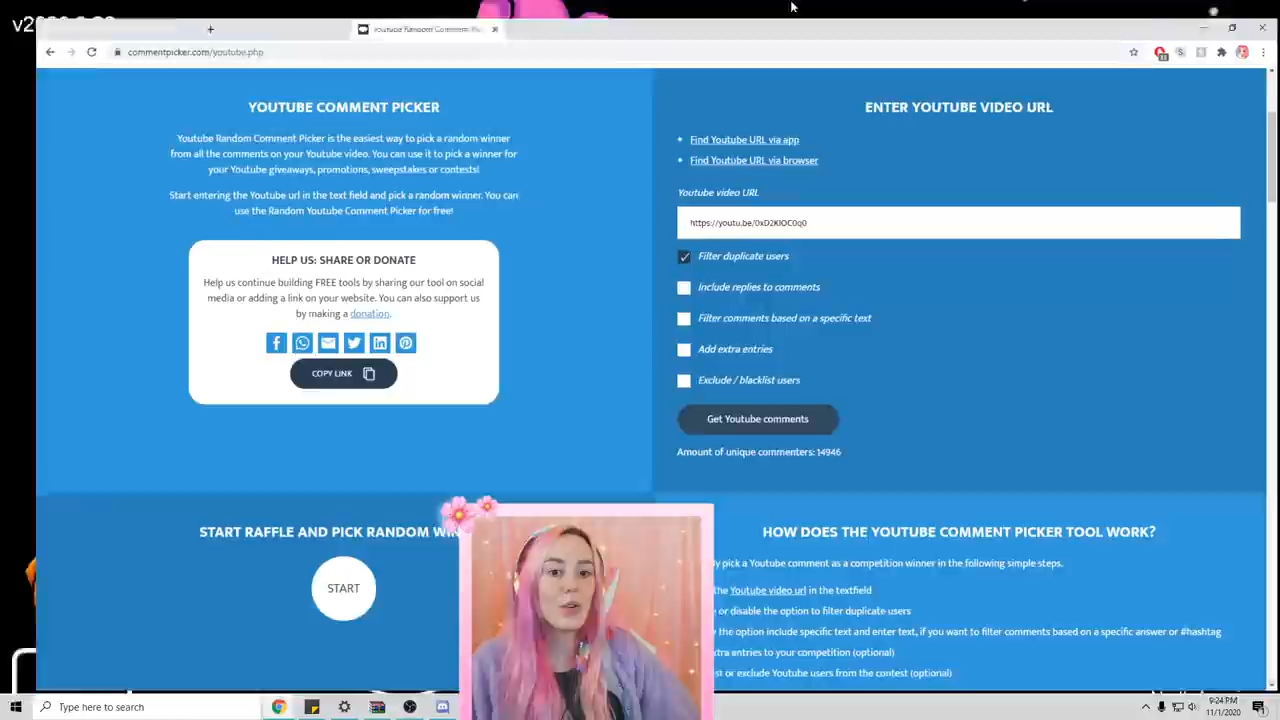 Youtube Random Comment Pic
commentpicker.com/youtube.php
YOUTUBE COMMENT PICKER
Youtube Random Comment Picker is the easiest way to pick a random winner
from all the comments on your Youtube video. You can use it to pick a winner for
your Youtube giveaways, promotions, sweepstakes or contests!
Start entering the Youtube url in the text field and pick a random winner. You can
use the Random Youtube Comment Picker for free!
HELP US: SHARE OR DONATE
Help us continue building FREE tools by sharing our tool on social
media or adding a link on your website. You can also support us
by making a donation.
COPY LINK
ENTER YOUTUBE VIDEO URL
Find Youtube URL via app
Find Youtube URL via browser
Youtube video URL
Filter duplicate users
Include replies to comments
Filter comments based on a specific text
Add extra entries
Exclude / blacklist users
Get Youtube comments
Amount of unique commenters: 14946
START RAFFLE AND PICK RANDOM WIN
START
HOW DOES THE YOUTUBE COMMENT PICKER TOOL WORK?
pick a Youtube comment as a competition winner in the following simple steps.
the Youtube video url in the textfield
or disable the option to filter duplicate users
the option include specific text and enter text, if you want to filter comments based on a specific answer or #hashtag
xtra entries to your competition (optional)
st or exclude Youtube users from the contest (optional)
Type here to search
9:24 PM
11/1/2020